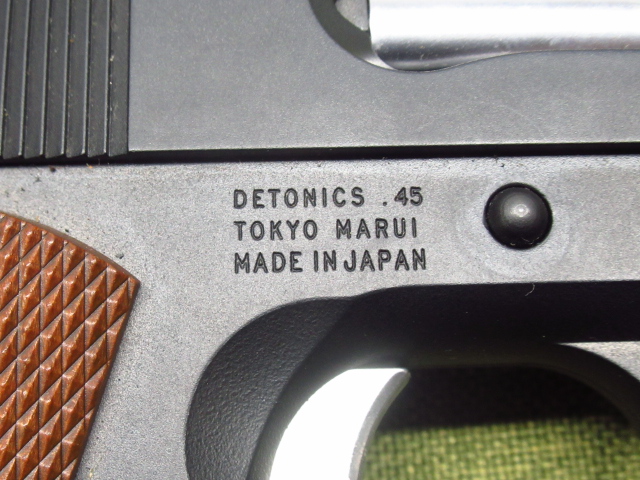 DETONICS .45
TOKYO MARUI
MADE IN JAPAN